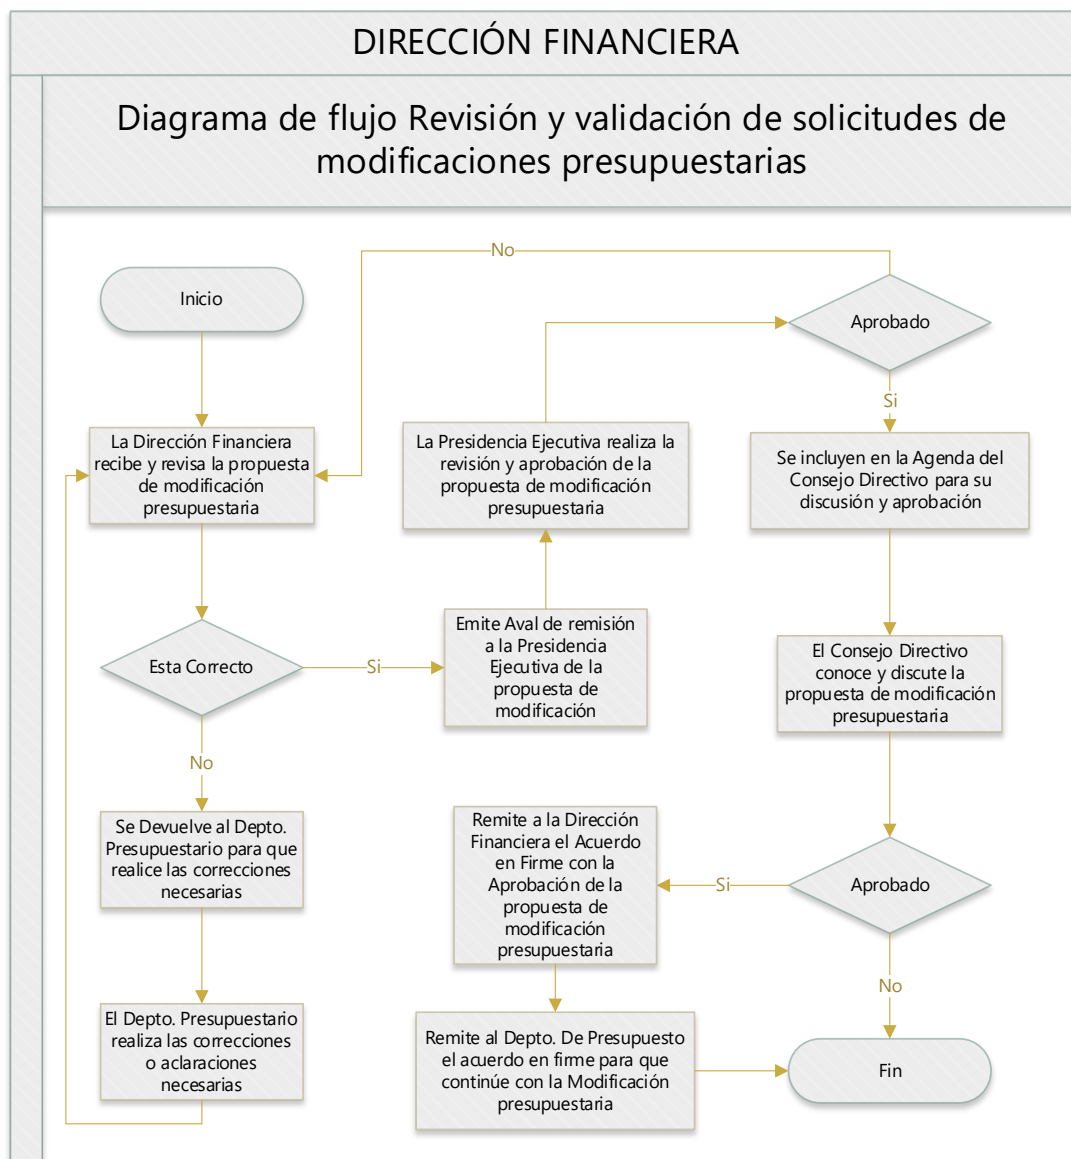 DIRECCIÓN FINANCIERA
Diagrama de flujo Revisión y validación de solicitudes de
modificaciones presupuestarias
No
Inicio
Aprobado
Si
La Dirección Financiera
recibe y revisa la propuesta
de modificación
presupuestaria
La Presidencia Ejecutiva realiza la
revisión y aprobación de la
propuesta de modificación
presupuestaria
Se incluyen en la Agenda del
Consejo Directivo para su
discusión y aprobación
Esta Correcto
Si
Emite Aval de remisión
a la Presidencia
Ejecutiva de la
propuesta de
modificación
El Consejo Directivo
conoce y discute la
propuesta de modificación
presupuestaria
No
Se Devuelve al Depto.
Presupuestario para que
realice las correcciones
necesarias
Remite a la Dirección
Financiera el Acuerdo
en Firme con la
Aprobación de la
propuesta de
modificación
presupuestaria
Si
Aprobado
No
El Depto. Presupuestario
realiza las correcciones
o aclaraciones
necesarias
Remite al Depto. De Presupuesto
el acuerdo en firme para que
continúe con la Modificación
presupuestaria
Fin